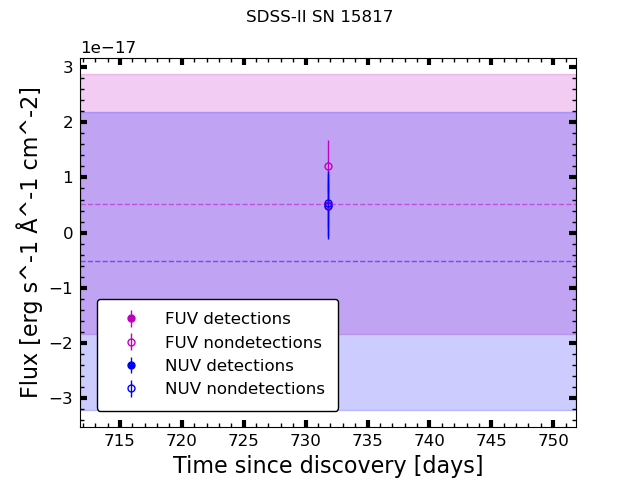 SDSS-II SN 15817
1e−17
3
2
1
0
−1
−2
−3
Flux [erg s^-1 Å^-1 cm^-2]
FUV detections
FUV nondetections
NUV detections
NUV nondetections
715 720 725 730 735 740 745 750
Time since discovery [days]